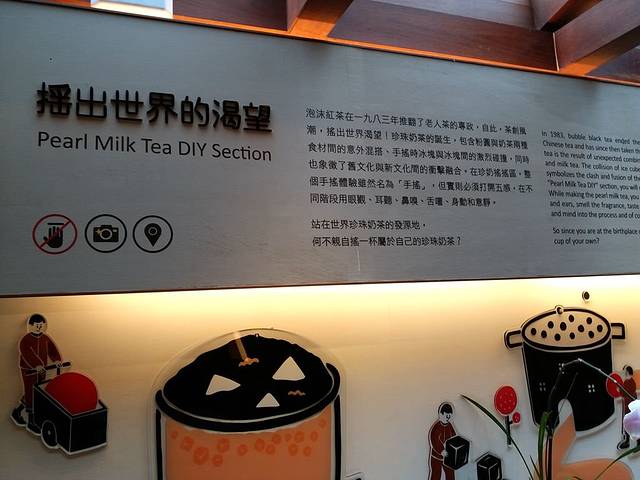 搖出世界的渴望
Pearl Milk Tea DIY Section
泡沫紅茶在一九八三年推翻了老人茶的專政，自此，茶創風
潮，搖出世界渴望！珍珠奶茶的誕生，包含粉圓與奶茶兩種
食材間的意外混搭、手搖時冰塊與冰塊間的激烈碰撞，同時
也象徵了舊文化與新文化間的衝擊融合。在珍奶搖搖區，整
個手搖體驗雖然名為「手搖」，但實則必須打開五感，在不
同階段用眼觀、耳聽、鼻嗅、舌嚐、身動和意靜。
站在世界珍珠奶茶的發源地，
何不親自搖一杯屬於自己的珍珠奶茶？
In 1983, bubble black tea ended the
Chinese tea and has since then taken th
tea is the result of unexpected combin
and milk tea. The collision of ice cube
symbolizes the clash and fusion of the
"Pearl Milk Tea DIY" section, you will
While making the pearl milk tea, you
and ears, smell the fragrance, taste
and mind into the process and of co
So since you are at the birthplace
cup of your own?